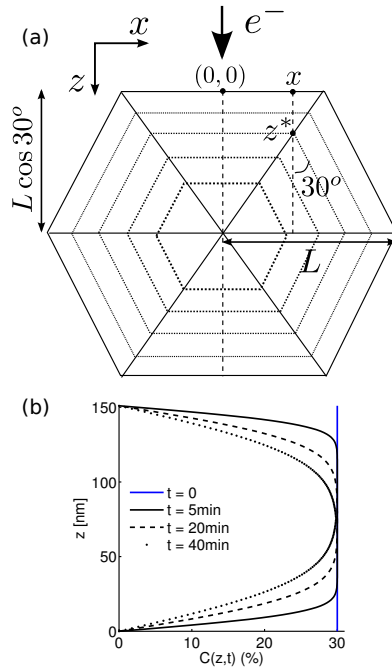 (a)
e−
x
z
(0, 0)
x
z*
30°
L cos 30°
L
(b)
150
100
50
0
z [nm]
t = 0
t = 5min
t = 20min
t = 40min
0 10 20 30
C(z,t) (%)